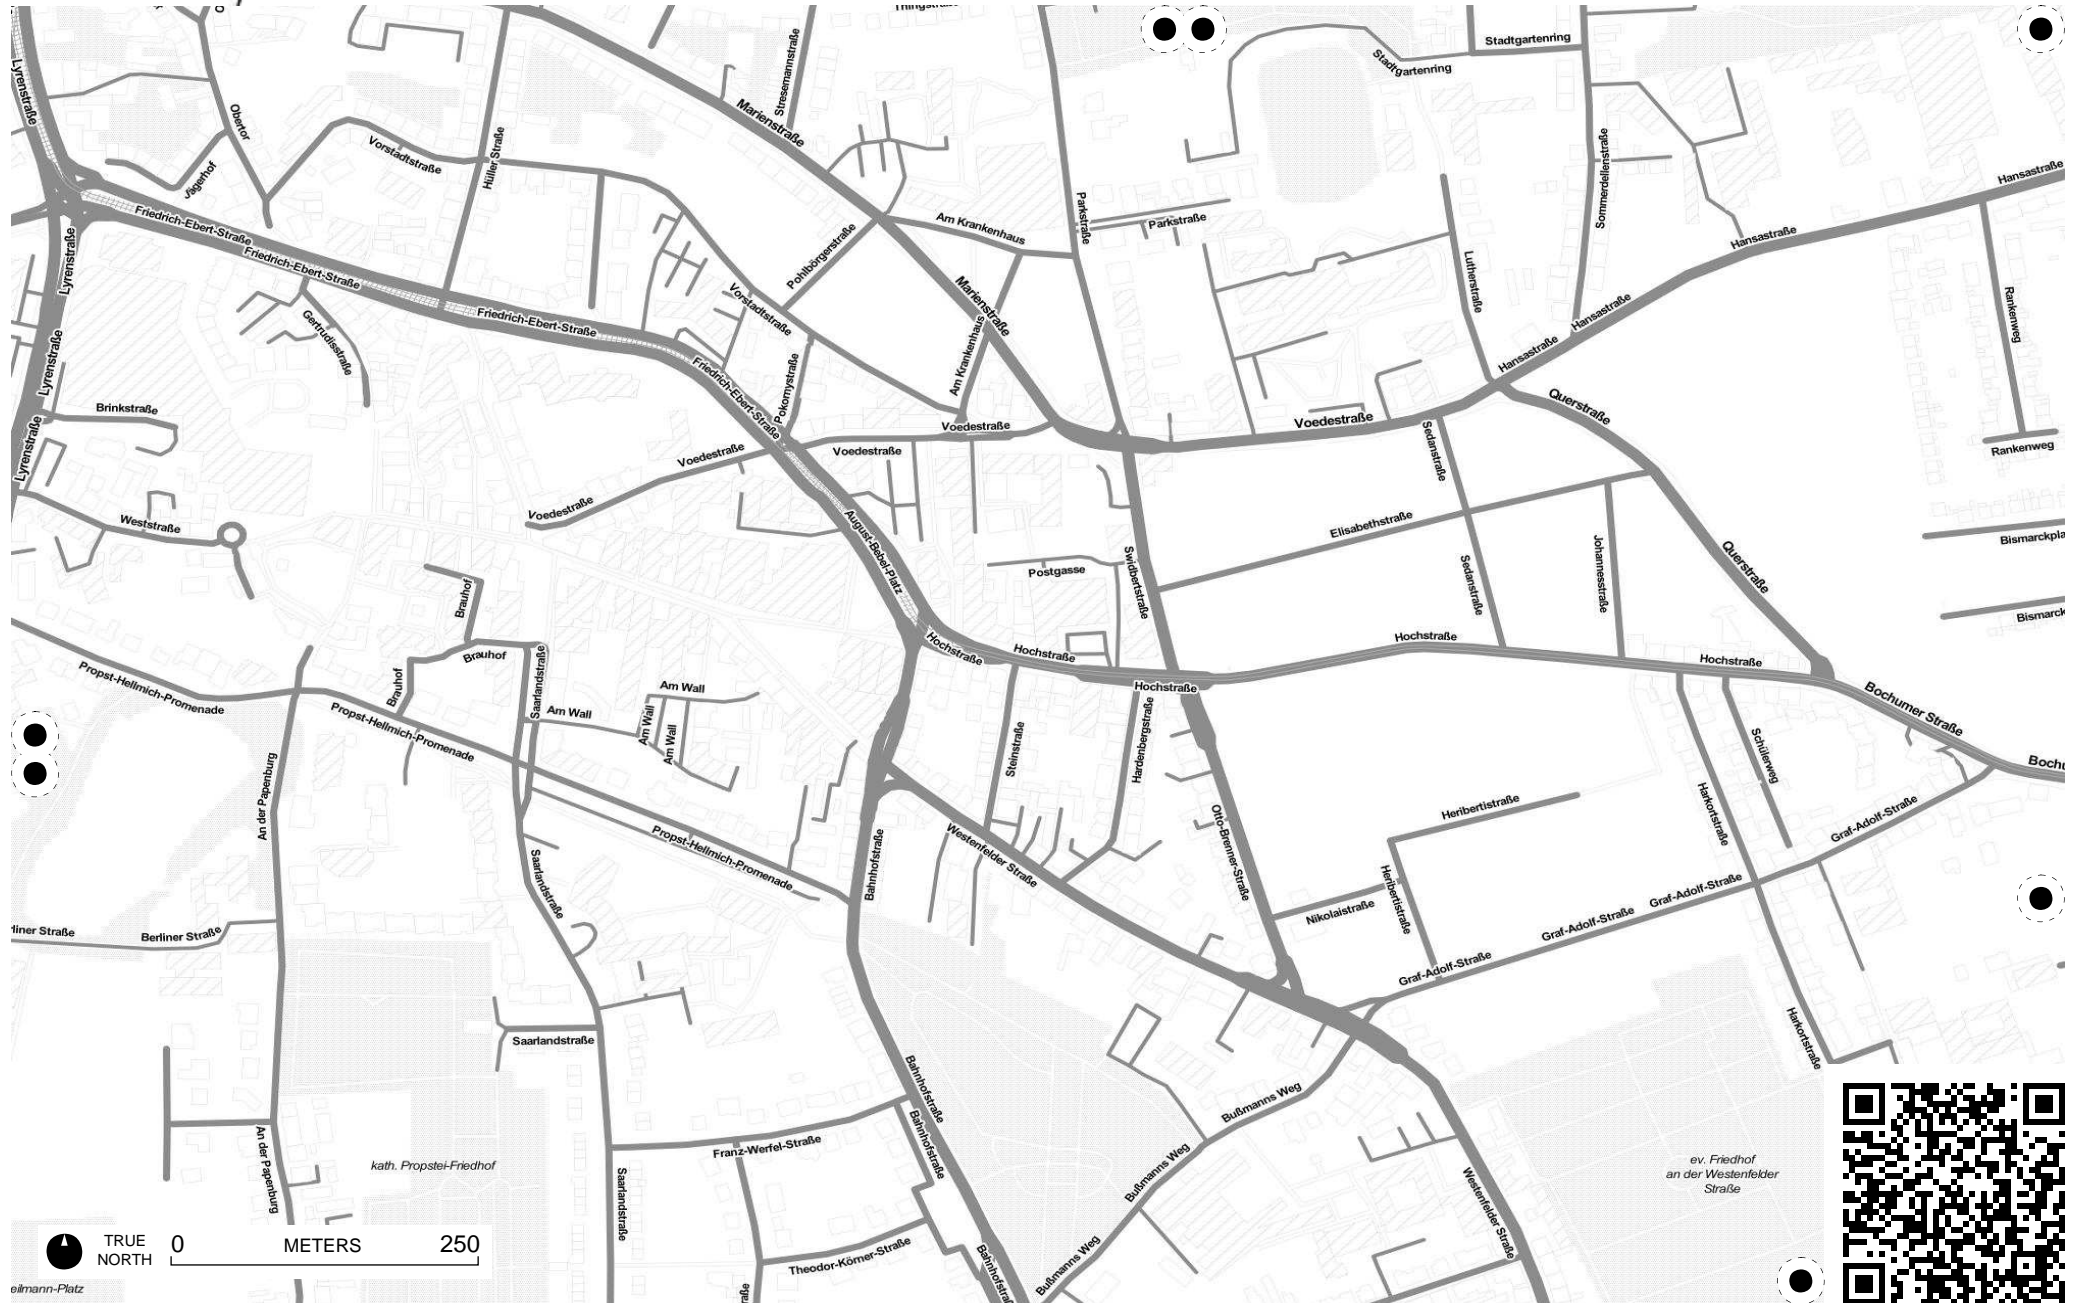 Thingstraße
Stadtgartenring
Stadtgartenring
Lyrenstraße
Stresemannstraße
Marienstraße
Obertor
Vorstadtstraße
Hüller Straße
Jägerhof
Sommerdellenstraße
Hansastraße
Friedrich-Ebert-Straße
Parkstraße
Parkstraße
Am Krankenhaus
Hansastraße
Lyrenstraße
Friedrich-Ebert-Straße
Pohlbörgerstraße
Lutherstraße
Marienstraße
Vorstadtstraße
Hansastraße
Rankenweg
Friedrich-Ebert-Straße
Gertrudisstraße
Lyrenstraße
Am Krankenhaus
Hansastraße
Friedrich-Ebert-Straße
Pokornystraße
Brinkstraße
Querstraße
Voedestraße
Voedestraße
Lyrenstraße
Voedestraße
Voedestraße
Sedanstraße
Rankenweg
Voedestraße
Weststraße
Elisabethstraße
August-Bebel-Platz
Bismarckpla
Postgasse
Swidbertstraße
Johannesstraße
Querstraße
Sedanstraße
Brauhof
Bismarck
Hochstraße
Hochstraße
Hochstraße
Brauhof
Hochstraße
Propst-Hellmich-Promenade
Brauhof
Saarlandstraße
Am Wall
Hochstraße
Bochumer Straße
Am Wall
Propst-Hellmich-Promenade
Am Wall
Am Wall
Steinstraße
Hardenbergstraße
Schülerweg
Bochu
An der Papenburg
Heribertistraße
Harkortstraße
Graf-Adolf-Straße
Propst-Hellmich-Promenade
Westenfelder Straße
Otto-Brenner-Straße
Bahnhofstraße
Saarlandstraße
Heribertistraße
Graf-Adolf-Straße
Nikolaistraße
Graf-Adolf-Straße
rliner Straße
Berliner Straße
Graf-Adolf-Straße
Saarlandstraße
Harkortstraße
Bahnhofstraße
Bußmanns Weg
Bahnhofstraße
Franz-Werfel-Straße
An der Papenburg
kath. Propstei-Friedhof
Bußmanns Weg
ev. Friedhof
an der Westenfelder
Straße
Saarlandstraße
Westenfelder Straße
Theodor-Körner-Straße
Bußmanns Weg
Bahnhofstraß
TRUE
NORTH
0 METERS 250
eilmann-Platz
raße